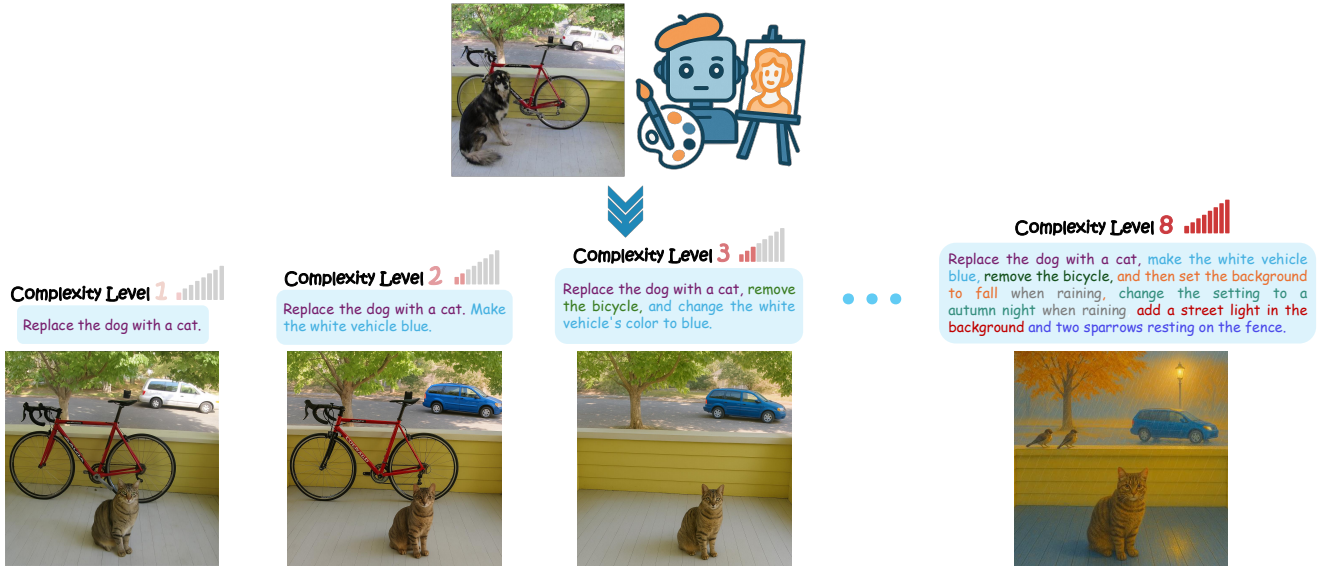 Complexity Level 1
Replace the dog with a cat.
Complexity Level 2
Replace the dog with a cat. Make
the white vehicle blue.
Complexity Level 3
Replace the dog with a cat, remove
the bicycle, and change the white
vehicle's color to blue.
Complexity Level 8
Replace the dog with a cat, make the white vehicle
blue, remove the bicycle, and then set the background
to fall when raining, change the setting to a
autumn night when raining add a street light in the
background and two sparrows resting on the fence.